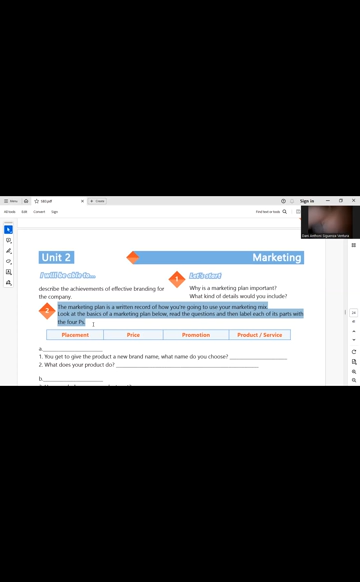 Menu
Create
Sign in
All tools Edit Convert Sign
Find text or tools
Unit 2 Marketing
I will be able to...
describe the achievements of effective branding for
the company.
1 Let's start
Why is a marketing plan important?
What kind of details would you include?
2 The marketing plan is a written record of how you're going to use your marketing mix.
Look at the basics of a marketing plan below, read the questions and then label each of its parts with
the four Ps.
Placement Price Promotion Product / Service
a.
1. You get to give the product a new brand name, what name do you choose?
2. What does your product do?
b.